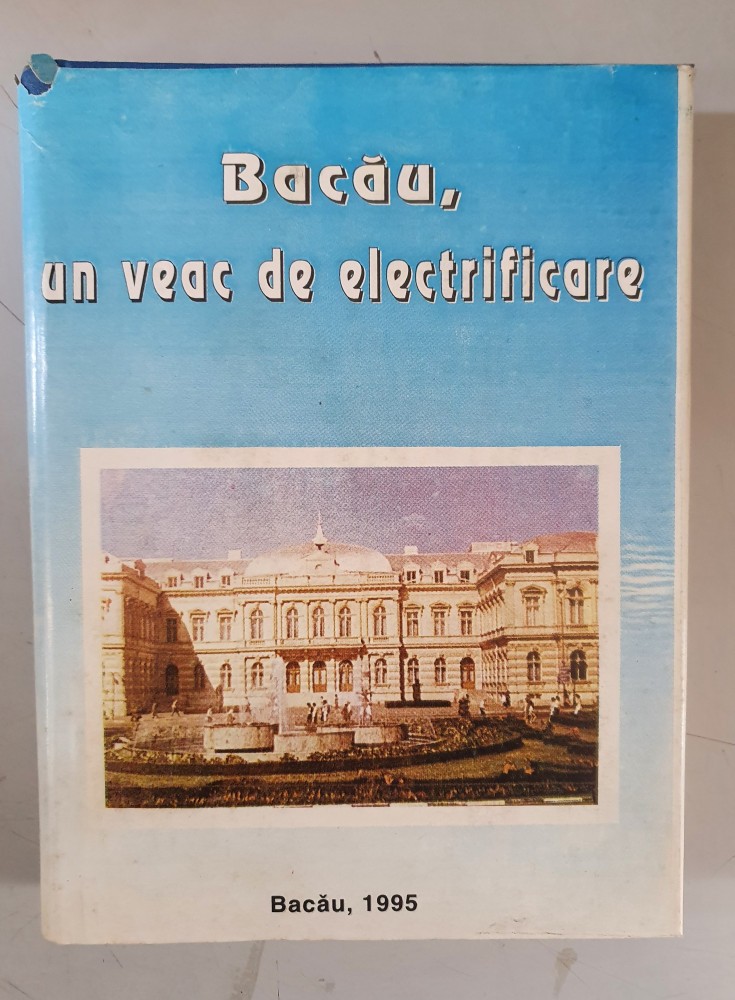 Bacău,
un veac de electrificare
Bacău, 1995